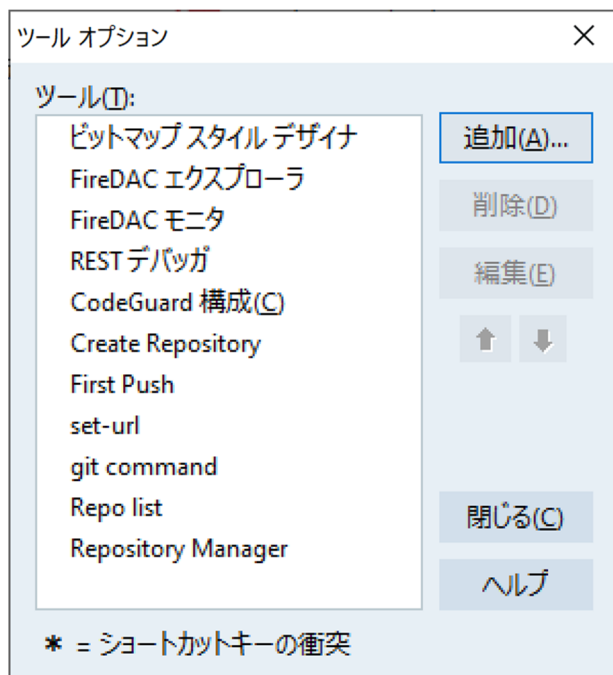 ツール オプション
ツール(T):
ビットマップ スタイル デザイナ
FireDAC エクスプローラ
FireDAC モニタ
REST デバッガ
CodeGuard 構成(C)
Create Repository
First Push
set-url
git command
Repo list
Repository Manager
追加(A)...
削除(D)
編集(E)
閉じる(C)
ヘルプ
* = ショートカットキーの衝突